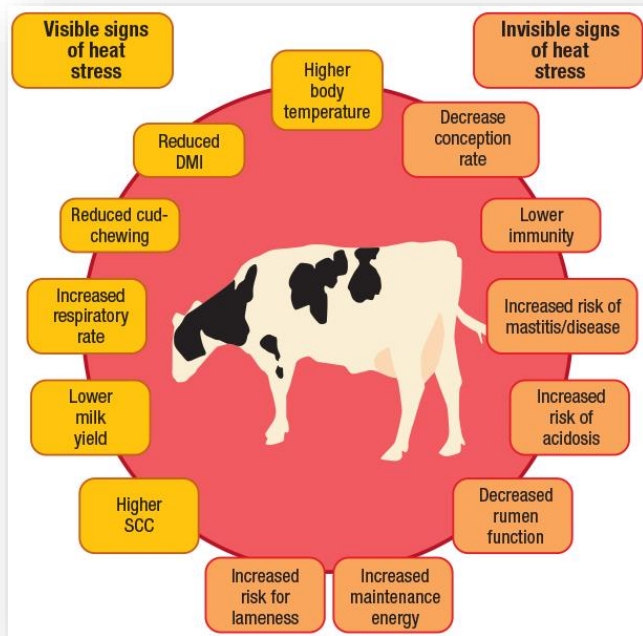 Visible signs
of heat
stress
Invisible signs
of heat
stress
Higher
body
temperature
Reduced
DMI
Reduced cud-
chewing
Increased
respiratory
rate
Lower
milk
yield
Higher
SCC
Decrease
conception
rate
Lower
immunity
Increased risk of
mastitis/disease
Increased
risk of
acidosis
Decreased
rumen
function
Increased
maintenance
energy
Increased
risk for
lameness